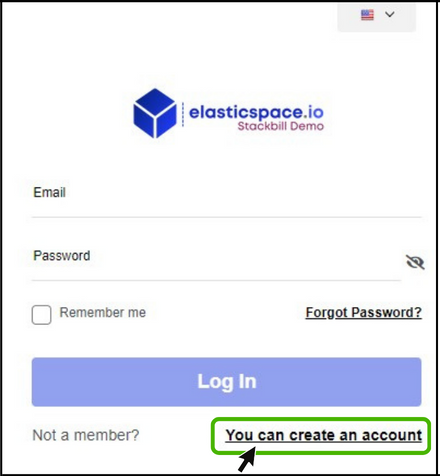 elasticspace.io
Stackbill Demo
Email
Password
Remember me Forgot Password?
Log In
Not a member? You can create an account